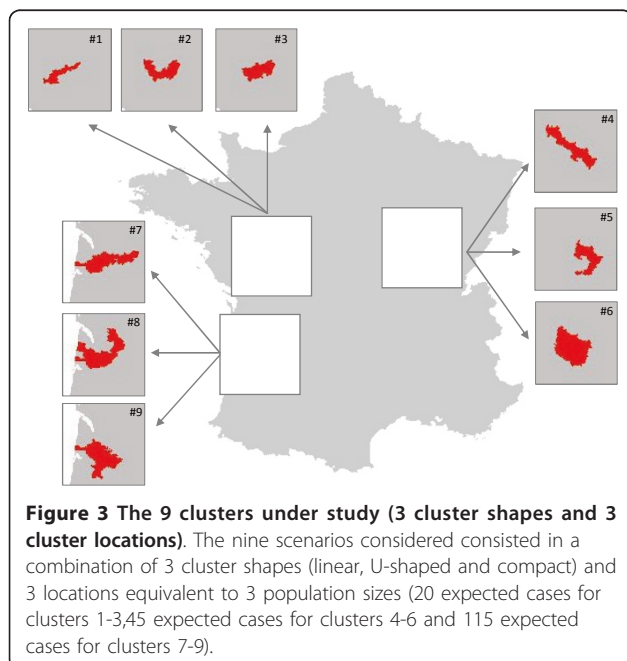 #1
#2
#3
#4
#5
#6
#7
#8
#9
Figure 3 The 9 clusters under study (3 cluster shapes and 3
cluster locations). The nine scenarios considered consisted in a
combination of 3 cluster shapes (linear, U-shaped and compact) and
3 locations equivalent to 3 population sizes (20 expected cases for
clusters 1-3,45 expected cases for clusters 4-6 and 115 expected
cases for clusters 7-9).